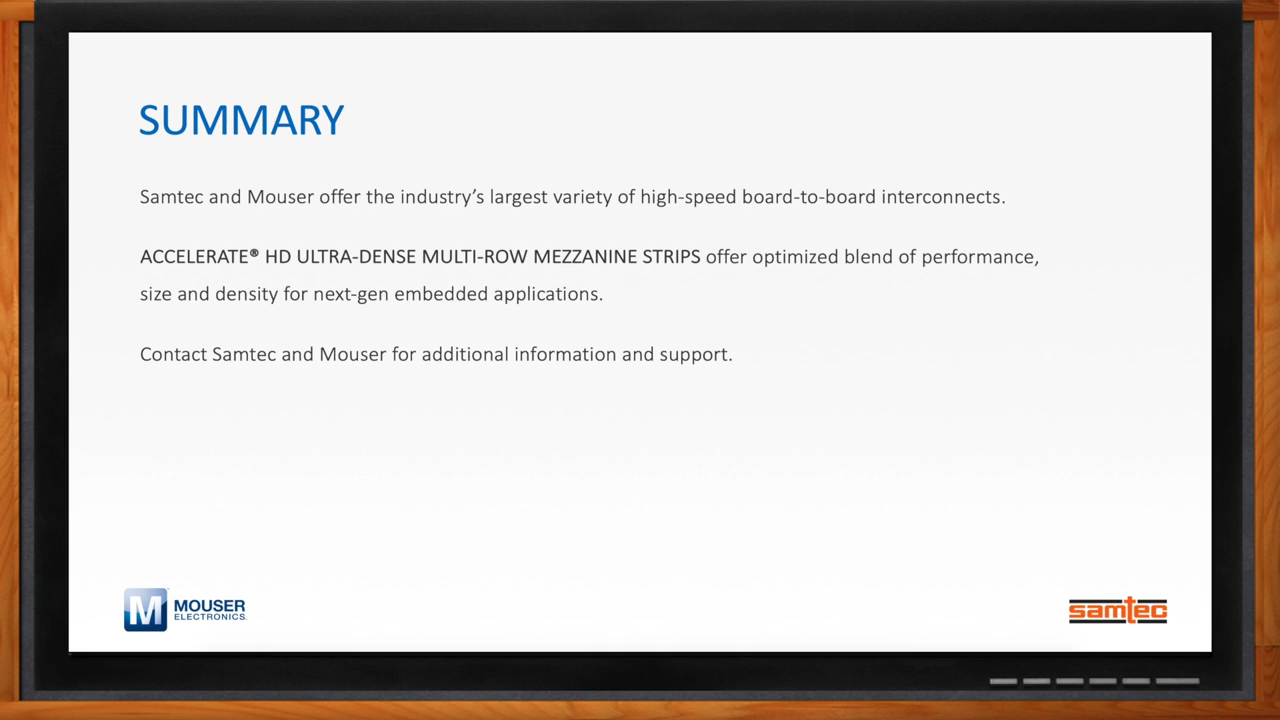 SUMMARY
Samtec and Mouser offer the industry’s largest variety of high-speed board-to-board interconnects.
ACCELERATE® HD ULTRA-DENSE MULTI-ROW MEZZANINE STRIPS offer optimized blend of performance,
size and density for next-gen embedded applications.
Contact Samtec and Mouser for additional information and support.
M MOUSER
ELECTRONICS.
samtec